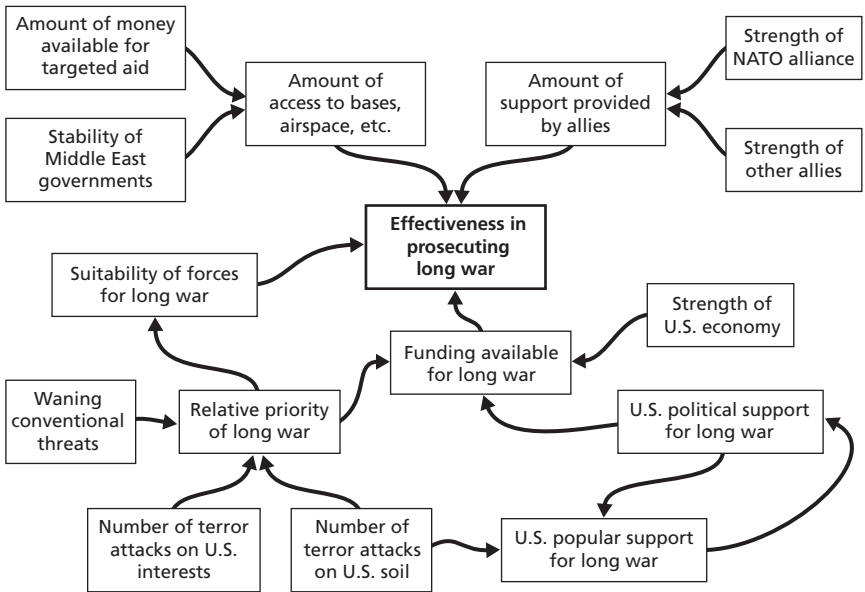 Amount of money
available for
targeted aid
Strength of
NATO alliance
Amount of
access to bases,
airspace, etc.
Amount of
support provided
by allies
Stability of
Middle East
governments
Strength of
other allies
Effectiveness in
prosecuting
long war
Suitability of forces
for long war
Strength of
U.S. economy
Funding available
for long war
Waning
conventional
threats
Relative priority
of long war
U.S. political support
for long war
Number of terror
attacks on U.S.
interests
Number of
terror attacks
on U.S. soil
U.S. popular support
for long war